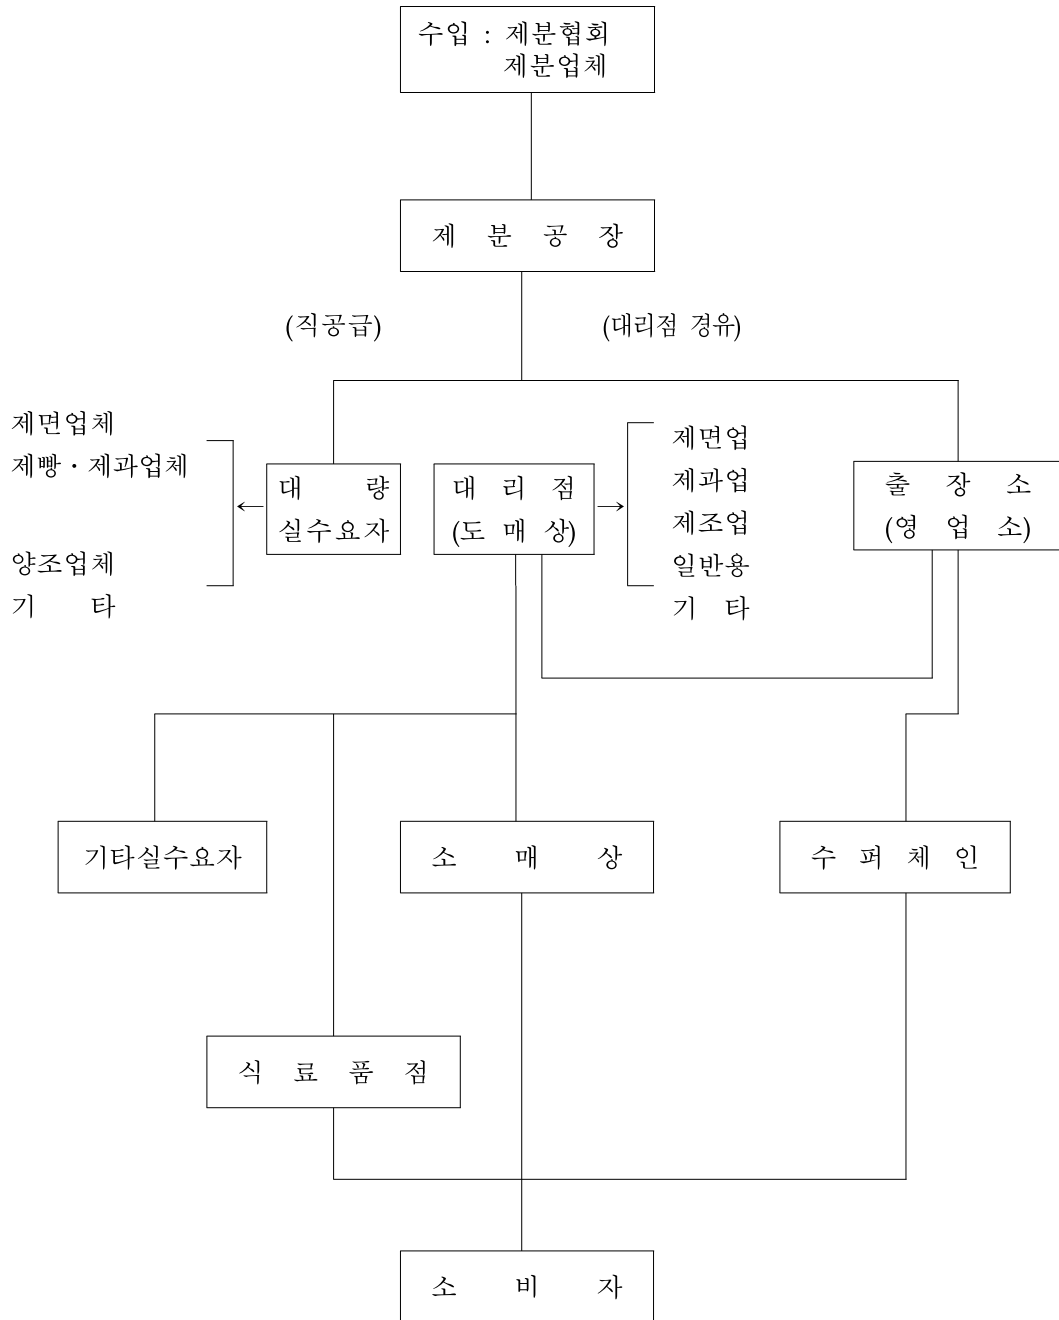 수입 : 제분협회
제분업체
제 분 공 장
(직공급)
(대리점 경유)
제면업체
제빵·제과업체
양조업체
기 타
대 량
실수요자
대 리 점
(도 매 상)
제면업
제과업
제조업
일반용
기 타
출 장 소
(영 업 소)
기타실수요자
소 매 상
수 퍼 체 인
식 료 품 점
소 비 자